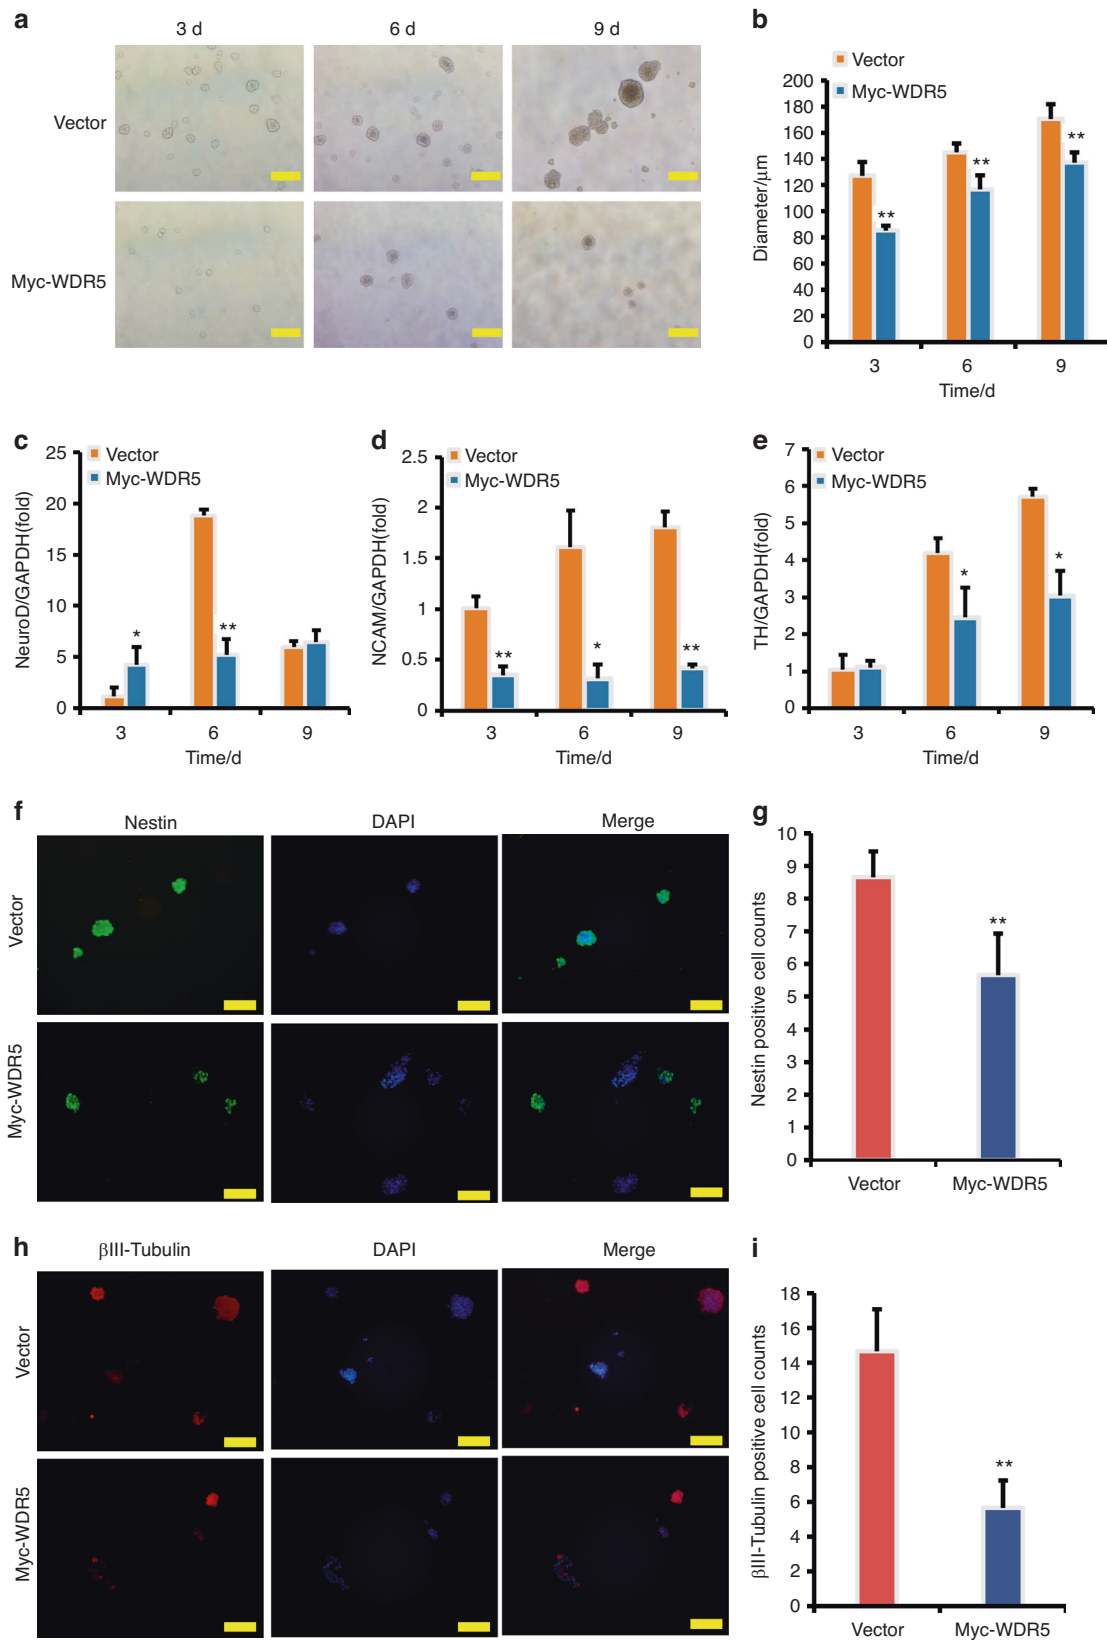 a
3 d
6 d
9 d
Vector
Myc-WDR5
b
Vector
Myc-WDR5
200
180
160
140
120
100
80
60
40
20
0
Diameter/μm
3
6
9
Time/d
c
Vector
Myc-WDR5
25
20
15
10
5
0
NeuroD/GAPDH(fold)
*
**
3
6
9
Time/d
d
Vector
Myc-WDR5
2.5
2
1.5
1
0.5
0
NCAM/GAPDH(fold)
**
*
**
3
6
9
Time/d
e
Vector
Myc-WDR5
7
6
5
4
3
2
1
0
TH/GAPDH(fold)
*
*
3
6
9
Time/d
f
Nestin
DAPI
Merge
Vector
Myc-WDR5
g
10
9
8
7
6
5
4
3
2
1
0
Nestin positive cell counts
**
Vector
Myc-WDR5
h
βIII-Tubulin
DAPI
Merge
Vector
Myc-WDR5
i
18
16
14
12
10
8
6
4
2
0
βIII-Tubulin positive cell counts
**
Vector
Myc-WDR5